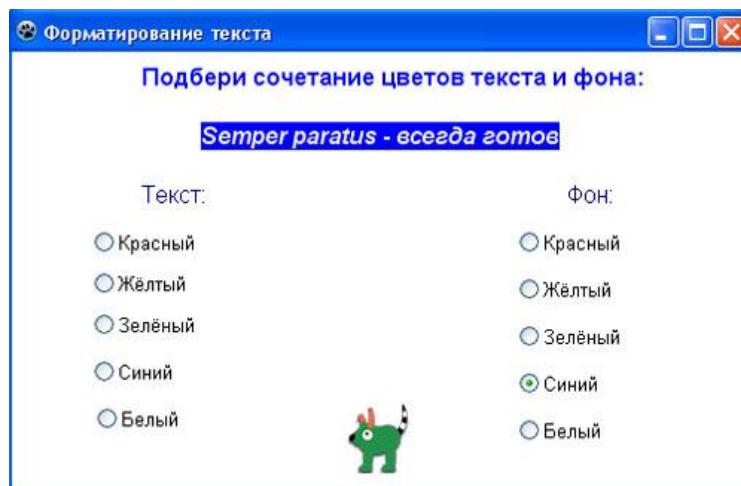 Форматирование текста
Подбери сочетание цветов текста и фона:
Semper paratus - всегда готов
Текст:
Красный
Жёлтый
Зелёный
Синий
Белый
Фон:
Красный
Жёлтый
Зелёный
Синий
Белый